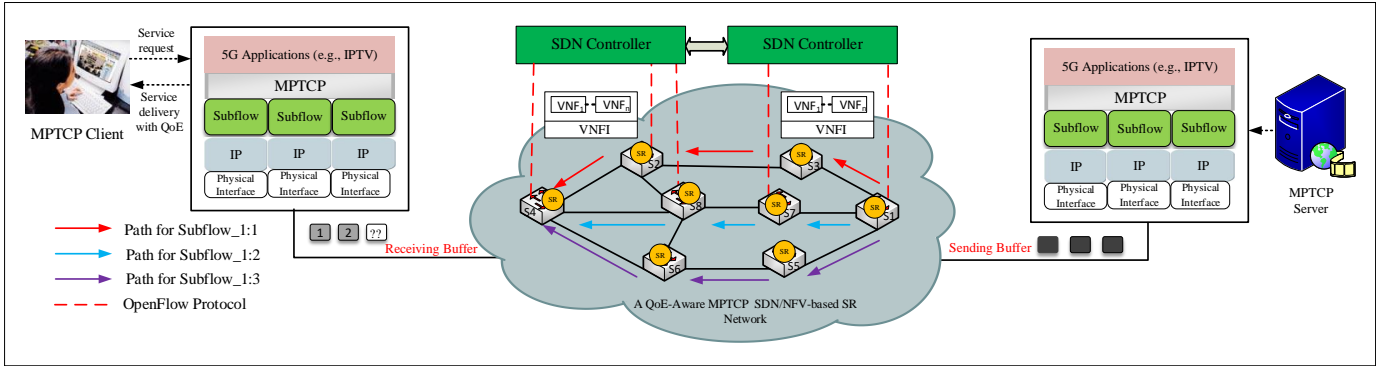 Service
request
Service
delivery
with QoE
MPTCP Client
5G Applications (e.g., IPTV)
MPTCP
Subflow
Subflow
Subflow
IP
IP
IP
Physical
Interface
Physical
Interface
Physical
Interface
1
2
??
Receiving Buffer
Path for Subflow_1:1
Path for Subflow_1:2
Path for Subflow_1:3
OpenFlow Protocol
SDN Controller
SDN Controller
VNF1
VNFn
VNFI
VNF1
VNFn
VNFI
SR
S2
SR
S3
SR
S4
SR
S8
SR
S7
SR
S1
SR
S6
SR
S5
A QoE-Aware MPTCP SDN/NFV-based SR
Network
Sending Buffer
5G Applications (e.g., IPTV)
MPTCP
Subflow
Subflow
Subflow
IP
IP
IP
Physical
Interface
Physical
Interface
Physical
Interface
MPTCP
Server